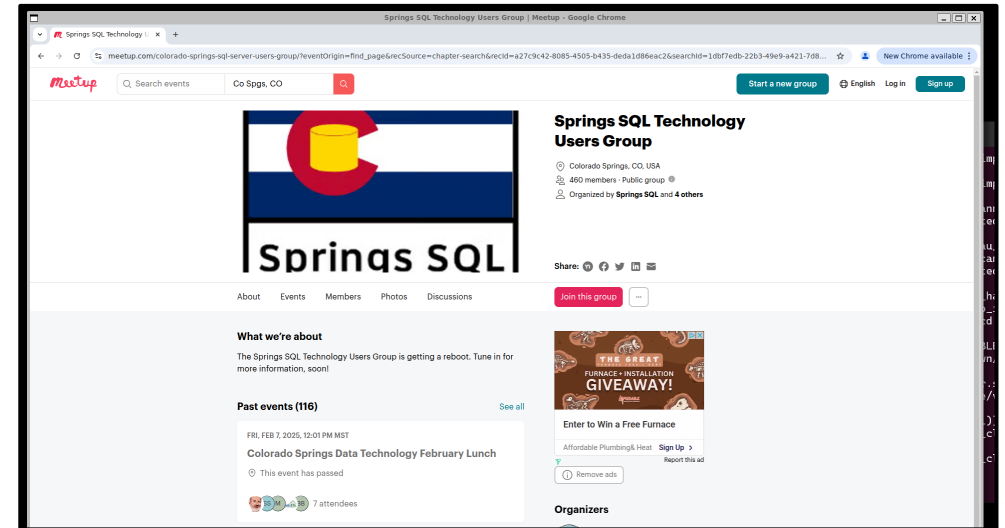 Springs SQL Technology Users Group | Meetup - Google Chrome
Springs SQL Technology
meetup.com/colorado-springs-sql-server-users-group/?eventOrigin=find_page&recSource=chapter-search&recId=a27c9c42-8085-4505-b435-deda1d86eac2&searchId=1dbf7edb-22b3-49e9-a421-7d8...
New Chrome available
Meetup
Search events
Co Spgs, CO
Start a new group
English
Log in
Sign up
Springs SQL
Springs SQL Technology
Users Group
Colorado Springs, CO, USA
460 members · Public group
Organized by Springs SQL and 4 others
Share:
About
Events
Members
Photos
Discussions
Join this group
...
What we're about
The Springs SQL Technology Users Group is getting a reboot. Tune in for
more information, soon!
Past events (116)
See all
FRI, FEB 7, 2025, 12:01 PM MST
Colorado Springs Data Technology February Lunch
This event has passed
SS
M
BB
7 attendees
THE GREAT
FURNACE + INSTALLATION
GIVEAWAY!
Enter to Win a Free Furnace
Affordable Plumbing& Heat
Sign Up >
Report this ad
Remove ads
Organizers